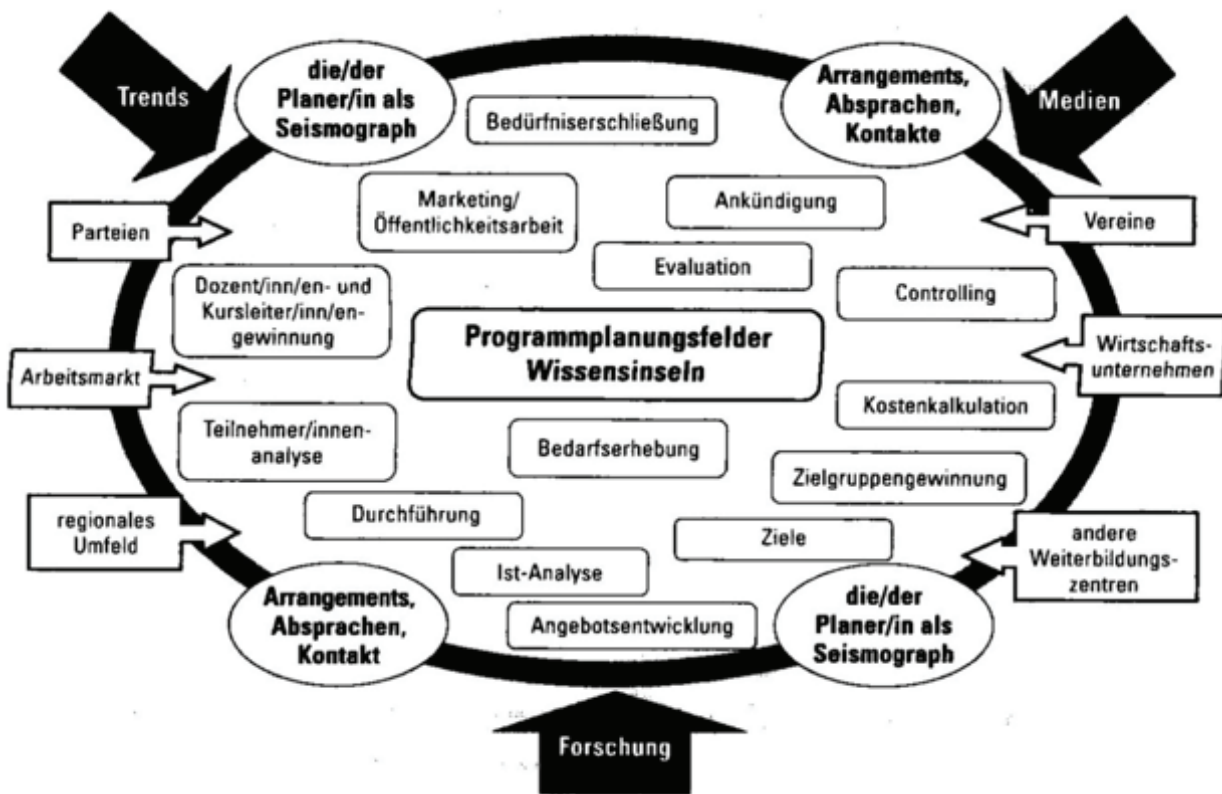 Trends
die/der
Planer/in als
Seismograph
Arrangements,
Absprachen,
Kontakte
Medien
Bedürfniserschließung
Parteien
Marketing/
Öffentlichkeitsarbeit
Ankündigung
Vereine
Evaluation
Dozent/inn/en- und
Kursleiter/inn/en-
gewinnung
Controlling
Programmplanungsfelder
Wissensinseln
Arbeitsmarkt
Wirtschafts-
unternehmen
Kostenkalkulation
Teilnehmer/innen-
analyse
Bedarfserhebung
Zielgruppengewinnung
regionales
Umfeld
Durchführung
Ziele
andere
Weiterbildungs-
zentren
Ist-Analyse
Arrangements,
Absprachen,
Kontakt
Angebotsentwicklung
die/der
Planer/in als
Seismograph
Forschung